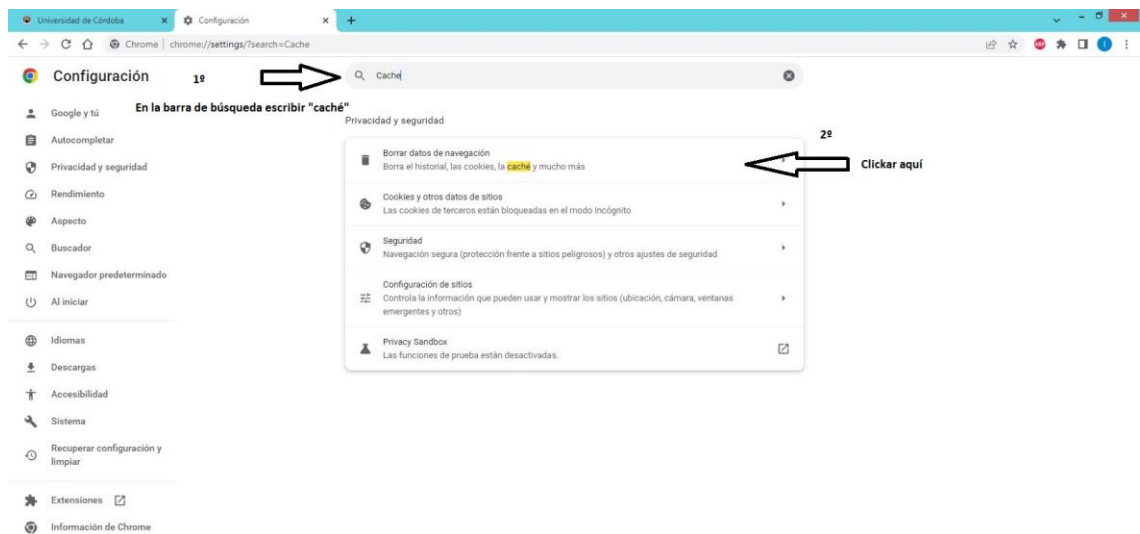 Universidad de Córdoba
Configuración
Chrome | chrome://settings/?search=Cache
ABP
Configuración
1º
Cache
En la barra de búsqueda escribir "caché"
Google y tú
Autocompletar
Privacidad y seguridad
Rendimiento
Aspecto
Buscador
Navegador predeterminado
Al iniciar
Idiomas
Descargas
Accesibilidad
Sistema
Recuperar configuración y
limpiar
Extensiones
Información de Chrome
Privacidad y seguridad
2º
Clickar aquí
Borrar datos de navegación
Borra el historial, las cookies, la caché y mucho más
Cookies y otros datos de sitios
Las cookies de terceros están bloqueadas en el modo Incógnito
Seguridad
Navegación segura (protección frente a sitios peligrosos) y otros ajustes de seguridad
Configuración de sitios
Controla la información que pueden usar y mostrar los sitios (ubicación, cámara, ventanas
emergentes y otros)
Privacy Sandbox
Las funciones de prueba están desactivadas.